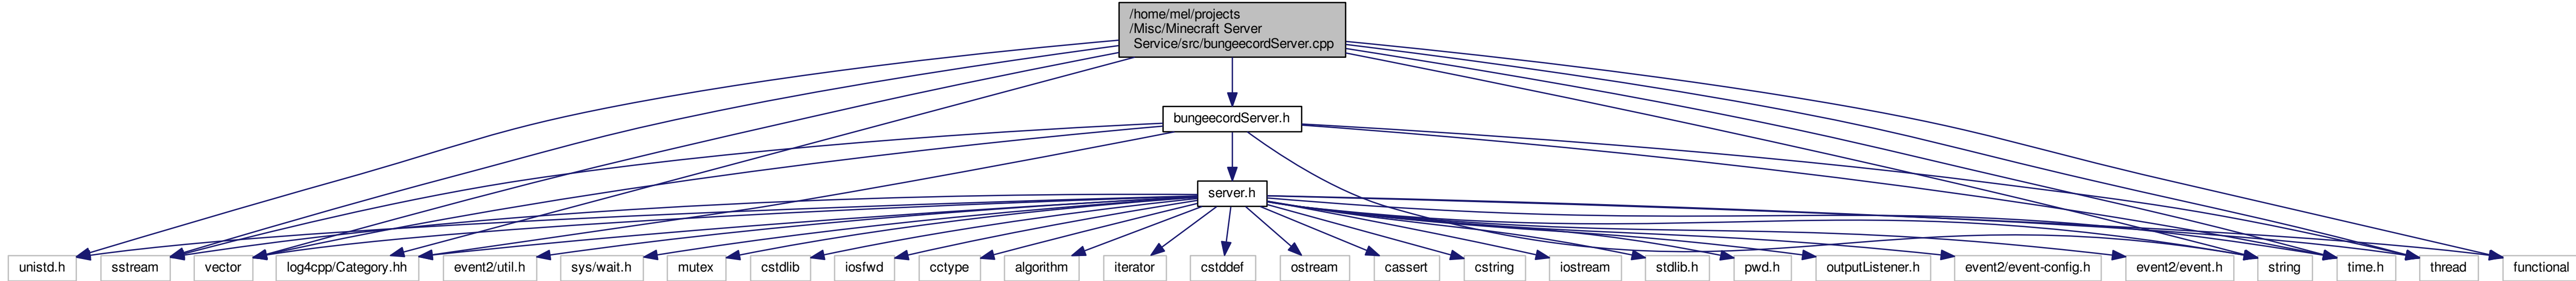 /home/mel/projects
/Misc/Minecraft Server
Service/src/bungeecordServer.cpp
bungeecordServer.h
server.h
unistd.h
sstream
vector
log4cpp/Category.hh
event2/util.h
sys/wait.h
mutex
cstdlib
iosfwd
cctype
algorithm
iterator
cstddef
ostream
cassert
cstring
iostream
stdlib.h
pwd.h
outputListener.h
event2/event-config.h
event2/event.h
string
time.h
thread
functional